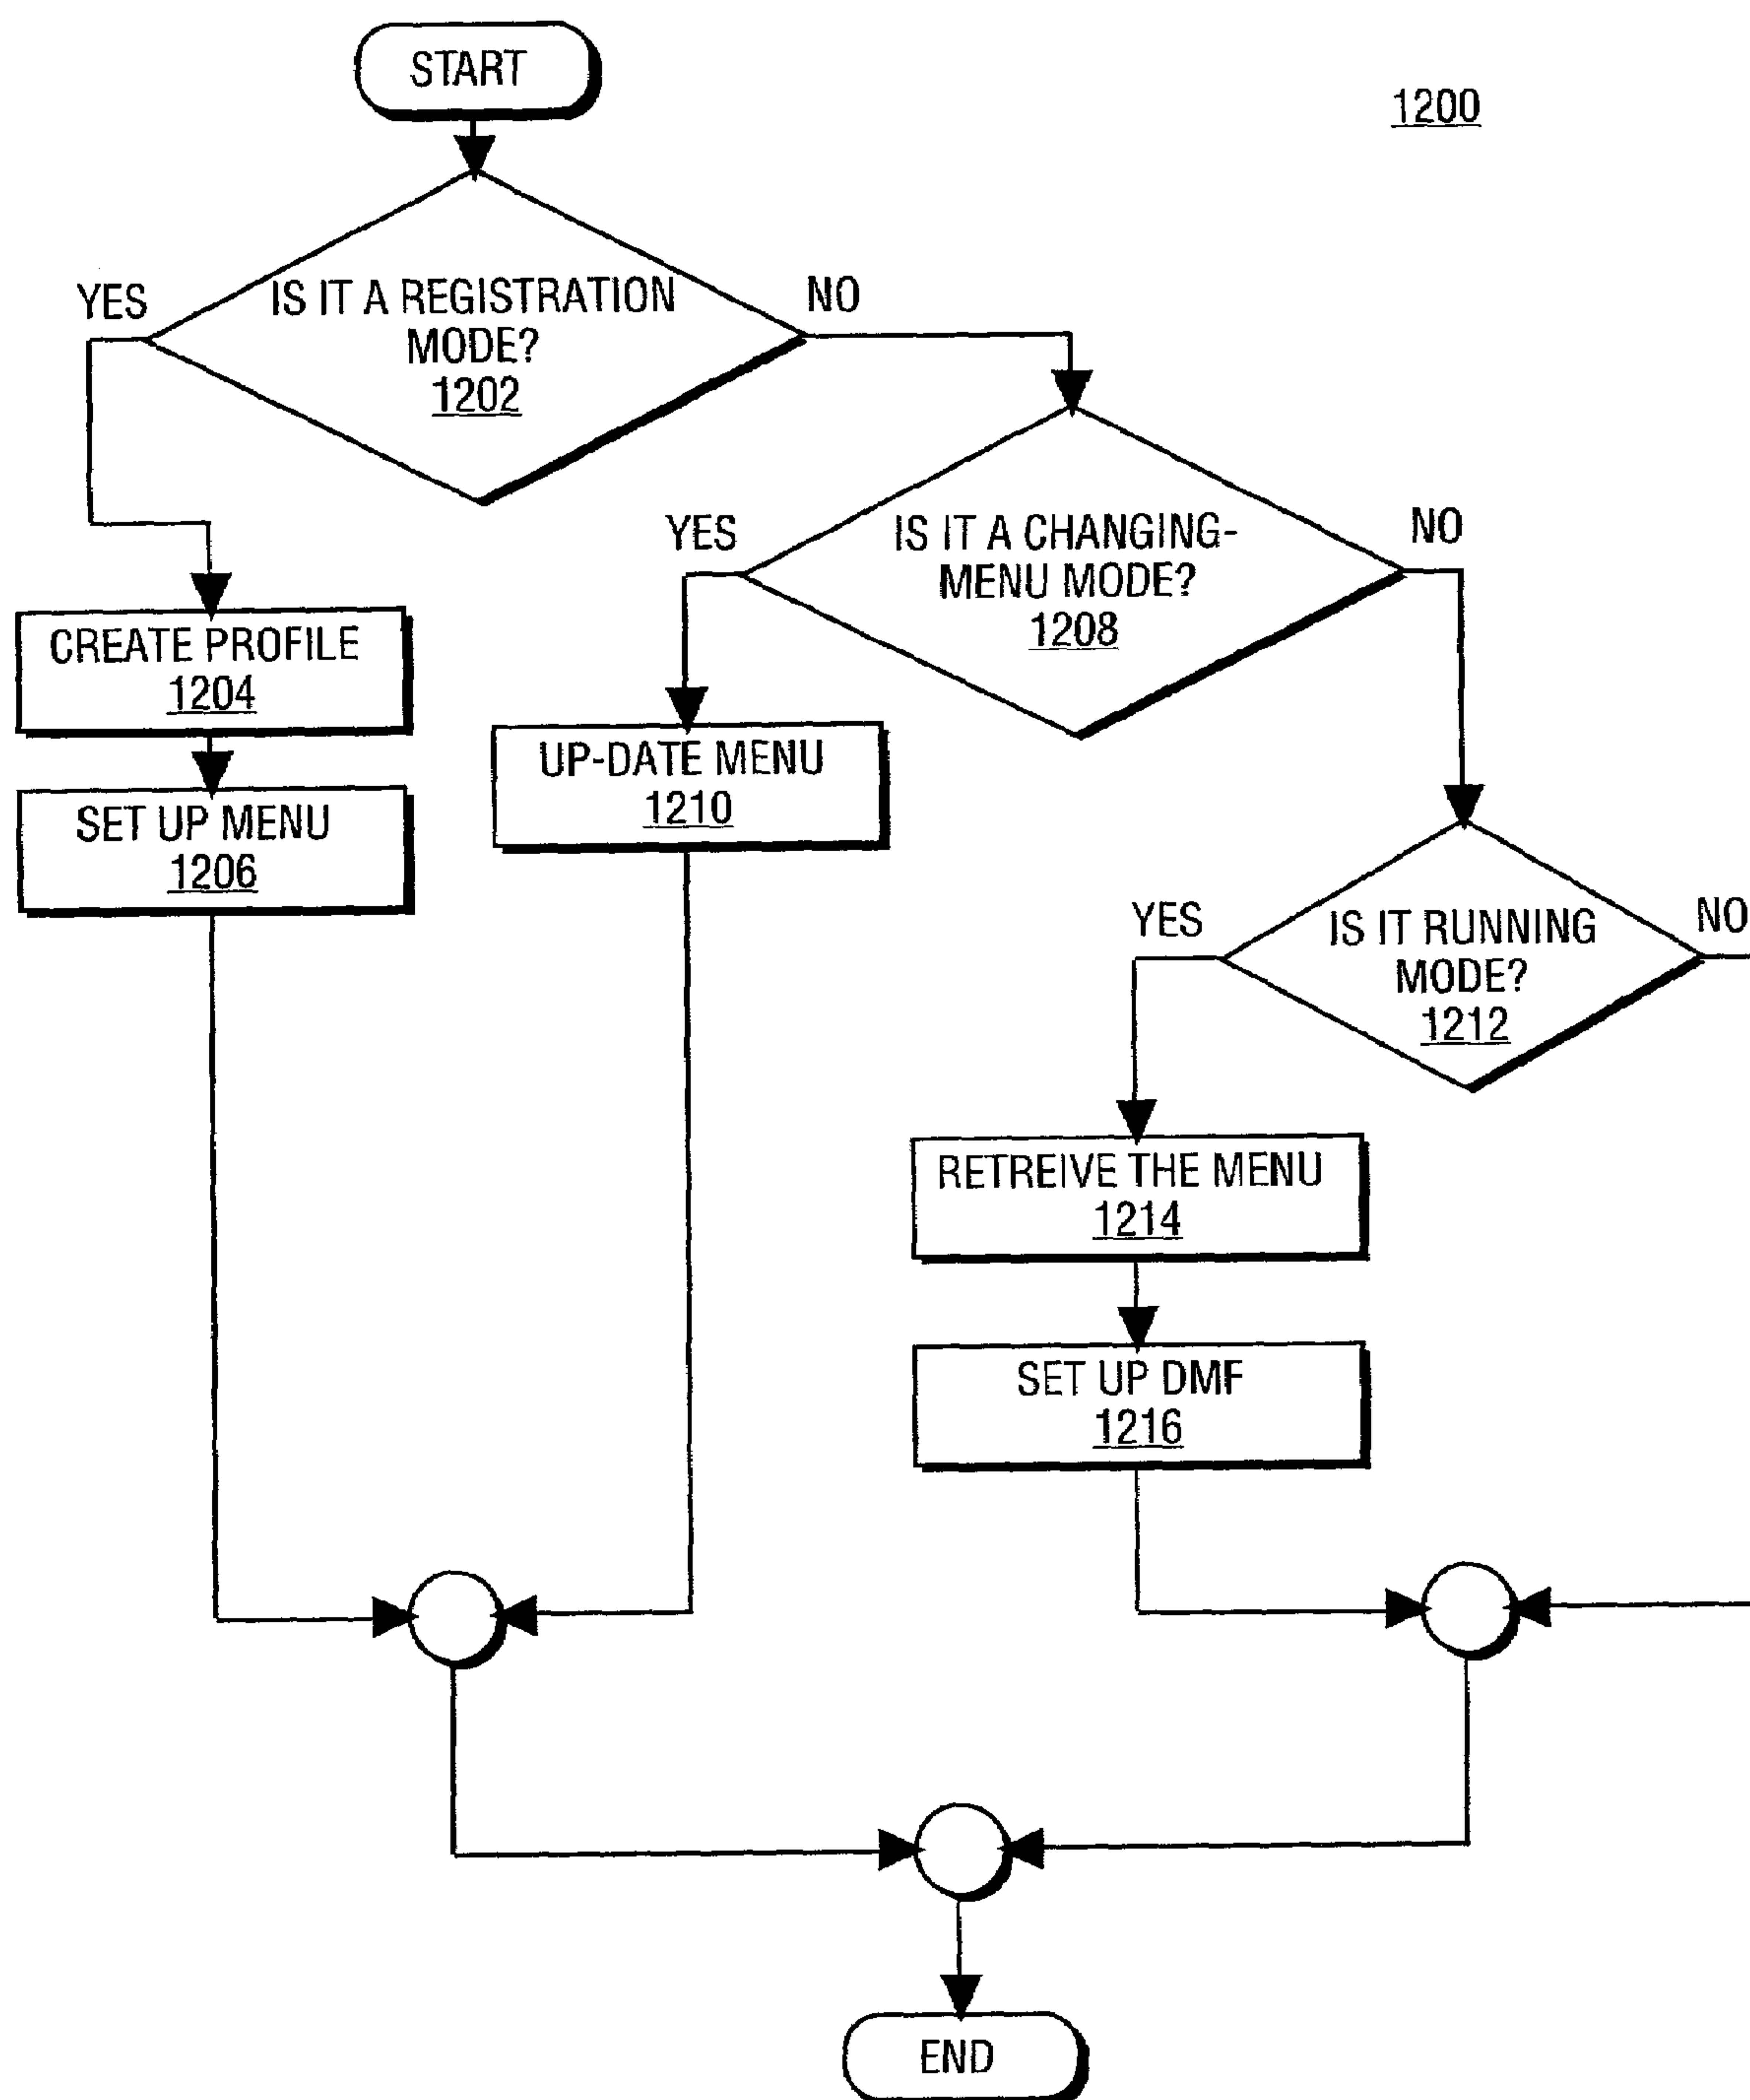 START
1200
IS IT A REGISTRATION
MODE?
1202
YES
NO
IS IT A CHANGING-
MENU MODE?
1208
YES
NO
CREATE PROFILE
1204
SET UP MENU
1206
UP-DATE MENU
1210
IS IT RUNNING
MODE?
1212
YES
NO
RETREIVE THE MENU
1214
SET UP DMF
1216
END